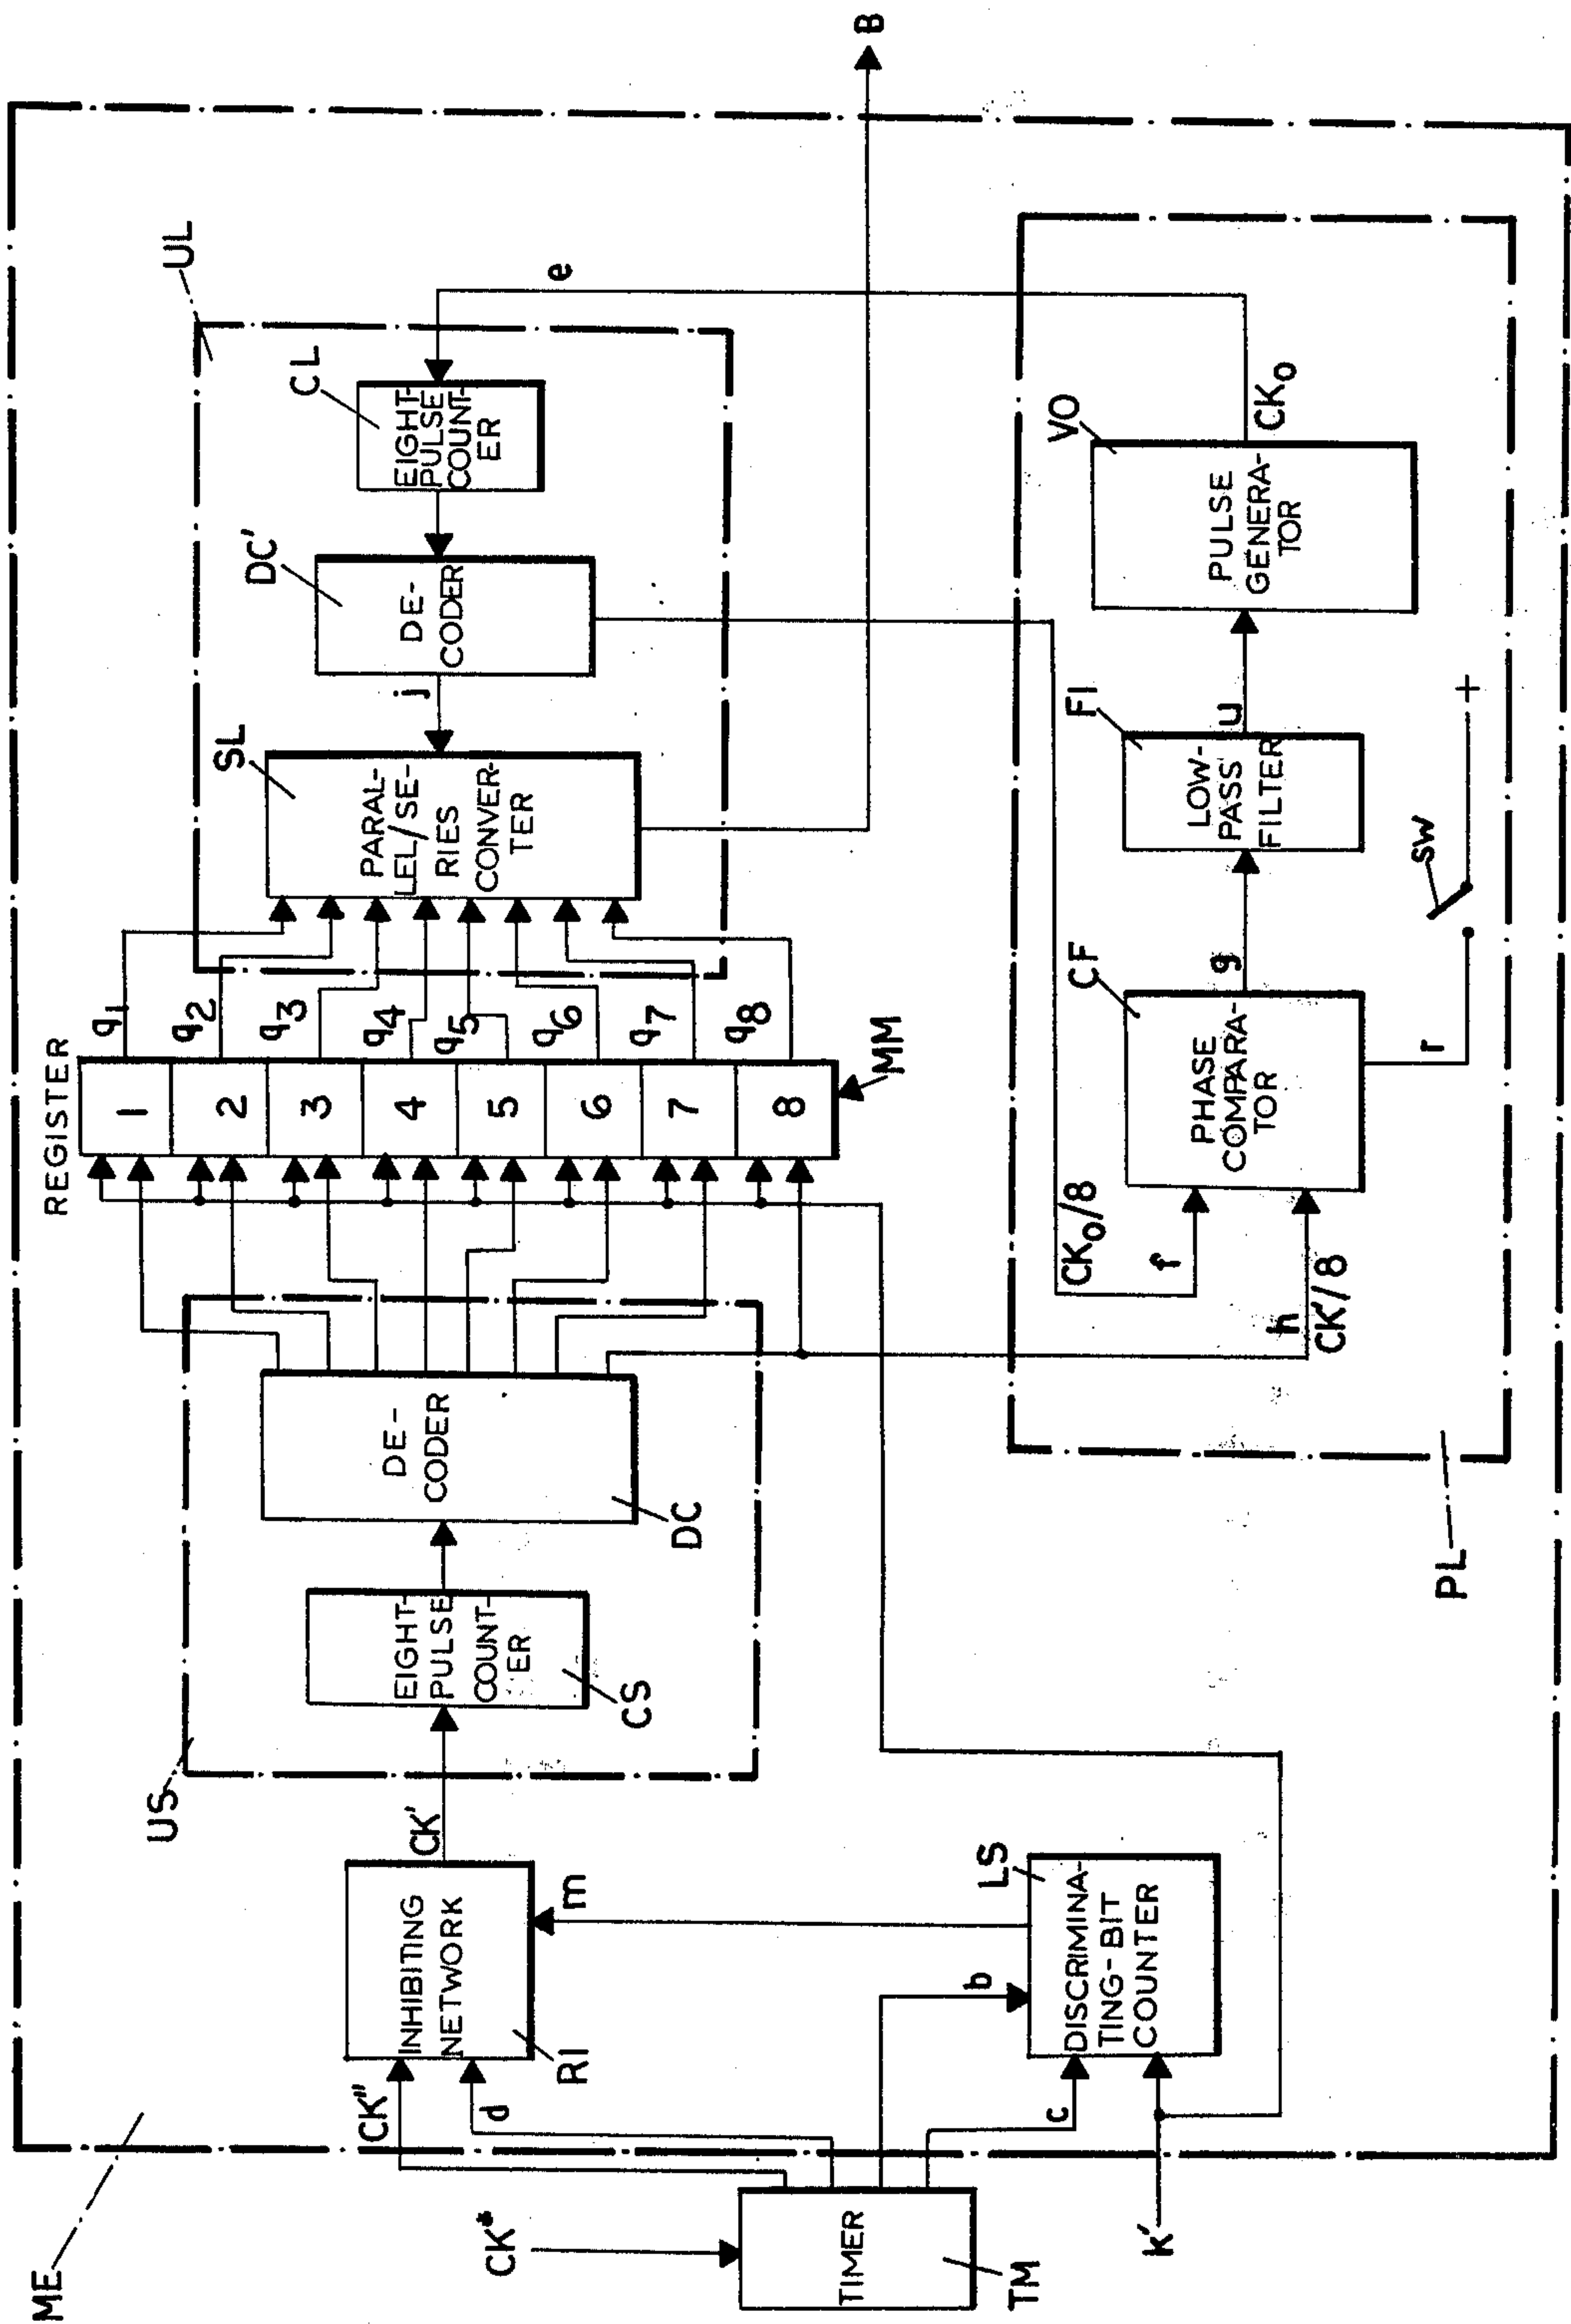 ME
US
REGISTER
UL
CK*
TIMER
TM
CK"
d
INHIBITING
NETWORK
RI
CK'
m
b
c
K'
LS
DISCRIMINA-
TING-BIT
COUNTER
EIGHT-
PULSE
COUNT-
ER
CS
DE-
CODER
DC
1
2
3
4
5
6
7
8
MM
q1
q2
q3
q4
q5
q6
q7
q8
SL
PARAL-
LEL/SE-
RIES
CONVER-
TER
j
DC'
DE-
CODER
CL
EIGHT-
PULSE
COUNT-
ER
e
B
CKo/8
f
h
CK'/8
CF
PHASE
COMPARA-
TOR
r
SW
+
g
FI
LOW-
PASS
FILTER
u
VO
PULSE
GENERA-
TOR
CKo
PL